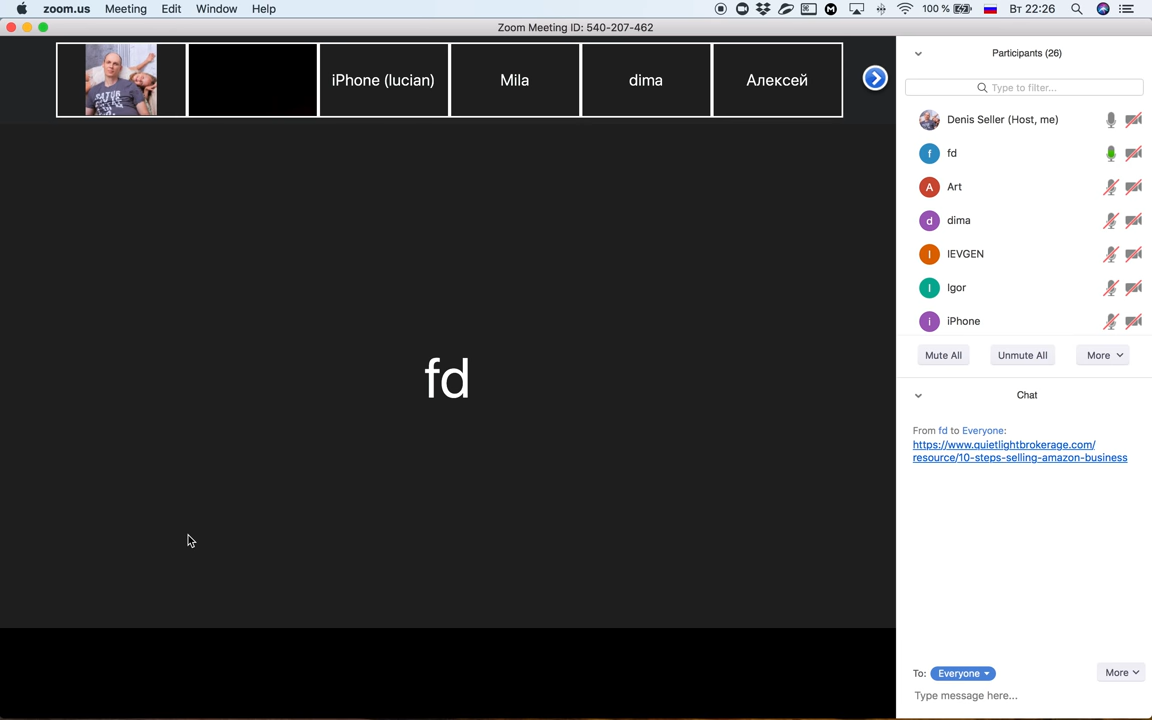 zoom.us Meeting Edit Window Help
100 % Вт 22:26
Zoom Meeting ID: 540-207-462
iPhone (lucian) Mila dima Алексей
fd
Participants (26)
Type to filter...
Denis Seller (Host, me)
f fd
A Art
d dima
I IEVGEN
I Igor
i iPhone
Mute All Unmute All More
Chat
From fd to Everyone:
https://www.quietlightbrokerage.com/
resource/10-steps-selling-amazon-business
To: Everyone More
Type message here...